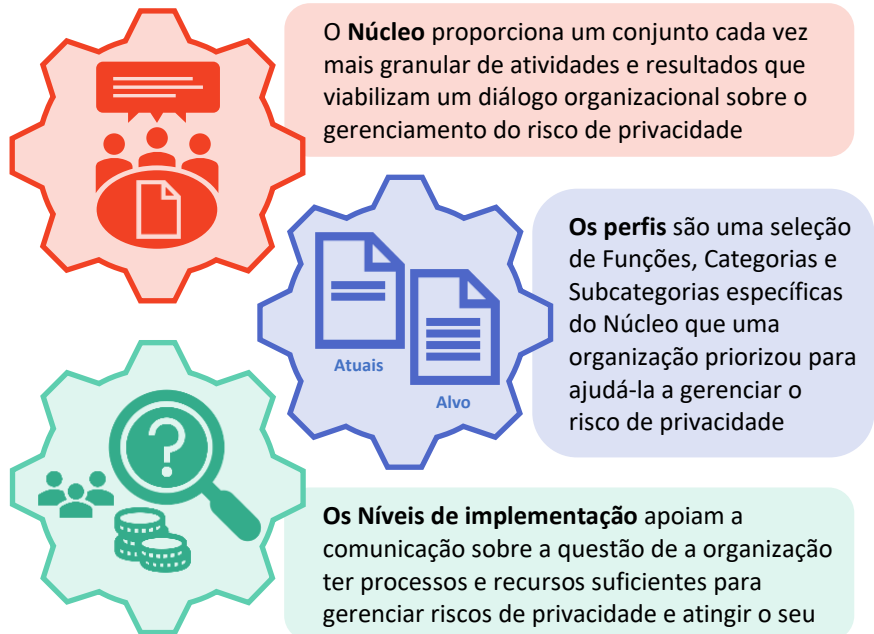 O Núcleo proporciona um conjunto cada vez
mais granular de atividades e resultados que
viabilizam um diálogo organizacional sobre o
gerenciamento do risco de privacidade
Atuais
Alvo
Os perfis são uma seleção
de Funções, Categorias e
Subcategorias específicas
do Núcleo que uma
organização priorizou para
ajudá-la a gerenciar o
risco de privacidade
Os Níveis de implementação apoiam a
comunicação sobre a questão de a organização
ter processos e recursos suficientes para
gerenciar riscos de privacidade e atingir o seu